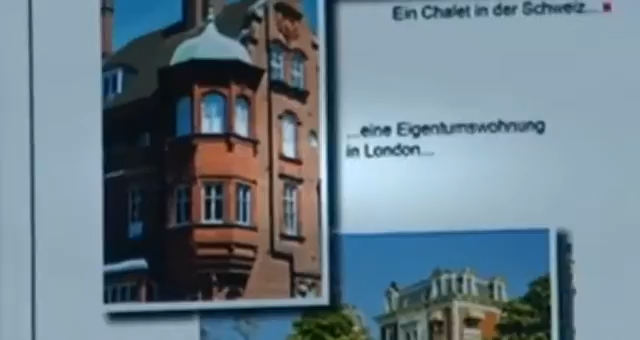 Ein Chalet in der Schweiz...
...eine Eigentumswohnung
in London...